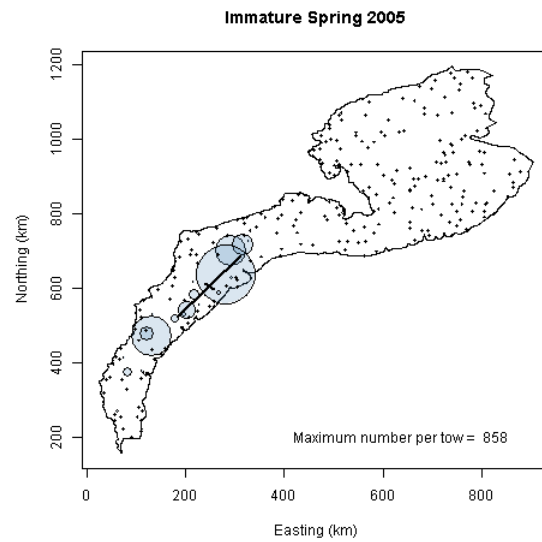 Immature Spring 2005
1200
1000
800
600
400
200
Northing (km)
Maximum number per tow = 858
0 200 400 600 800
Easting (km)